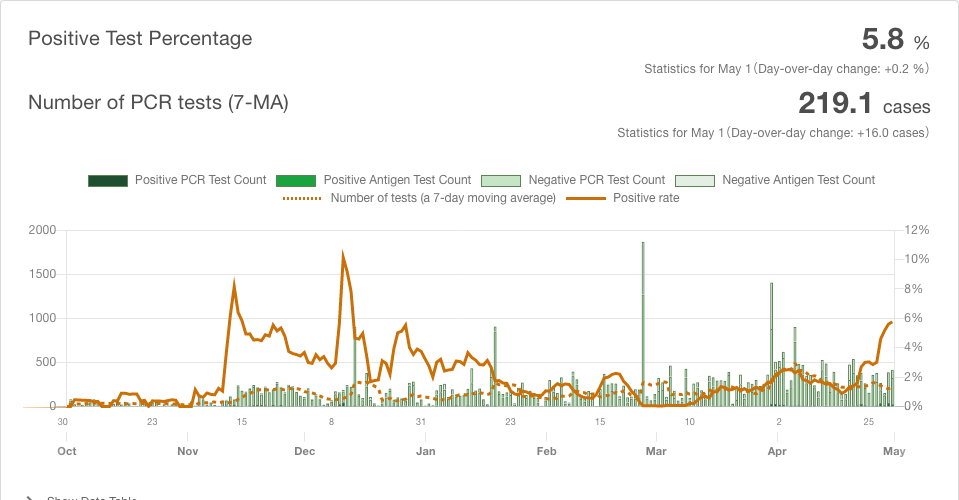 Positive Test Percentage
5.8 %
Statistics for May 1 (Day-over-day change: +0.2 %)
Number of PCR tests (7-MA)
219.1 cases
Statistics for May 1 (Day-over-day change: +16.0 cases)
Positive PCR Test Count Positive Antigen Test Count Negative PCR Test Count Negative Antigen Test Count
Number of tests (a 7-day moving average) Positive rate
2000 12%
10%
1500
8%
1000 6%
4%
500
2%
0 0%
30 23 15 8 31 23 15 10 2 25
Oct Nov Dec Jan Feb Mar Apr May
Show Data Table